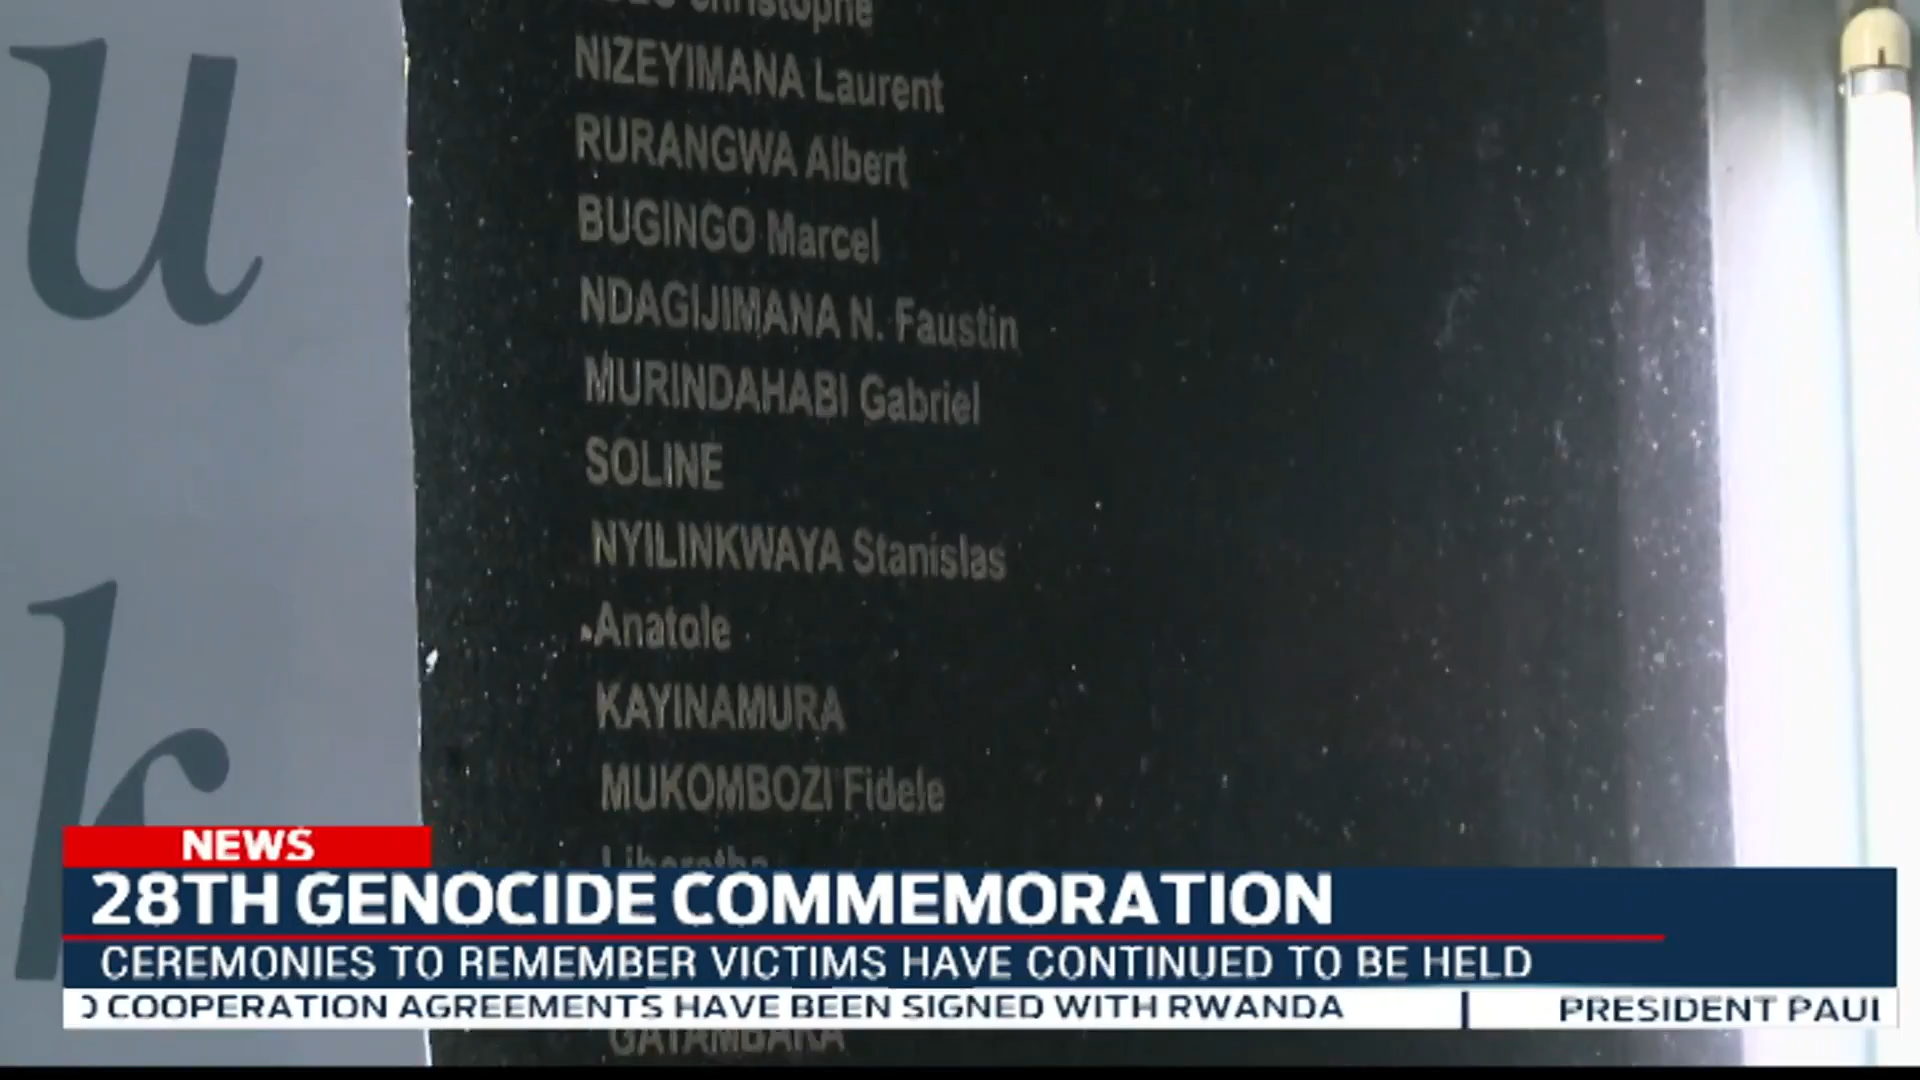 u
k
Christophe
NIZEYIMANA Laurent
RURANGWA Albert
BUGINGO Marcel
NDAGIJIMANA N. Faustin
MURINDAHABI Gabriel
SOLINE
NYILINKWAYA Stanislas
Anatole
KAYINAMURA
MUKOMBOZI Fidele
NEWS
28TH GENOCIDE COMMEMORATION
CEREMONIES TO REMEMBER VICTIMS HAVE CONTINUED TO BE HELD
COOPERATION AGREEMENTS HAVE BEEN SIGNED WITH RWANDA | PRESIDENT PAUL